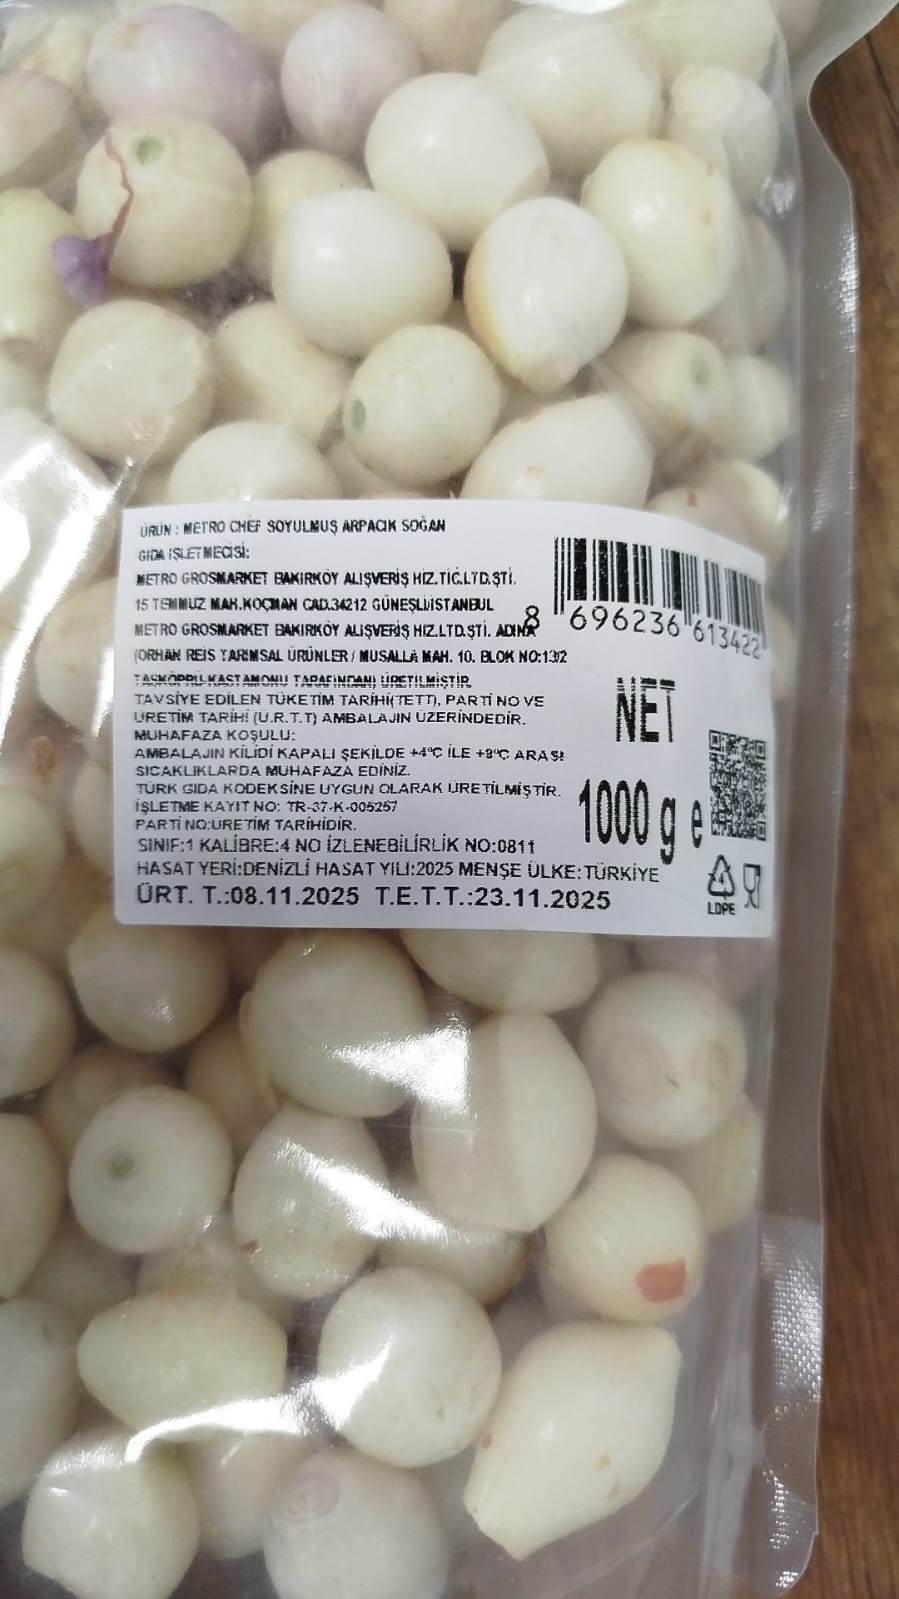 ÜRÜN : METRO CHEF SOYULMUŞ ARPACIK SOĞAN
GIDA İŞLETMECİSİ:
METRO GROSMARKET BAKIRKÖY ALIŞVERİŞ HİZ.TİC.LTD.ŞTİ.
15 TEMMUZ MAH.KOÇMAN CAD.34212 GÜNEŞLİ/İSTANBUL
METRO GROSMARKET BAKIRKÖY ALIŞVERİŞ HİZ.LTD.ŞTİ. ADINA
(ORHAN REİS TARIMSAL ÜRÜNLER / MUSALLA MAH. 10. BLOK NO:13/2
TAŞKÖPRÜ-KASTAMONU TARAFINDAN) ÜRETİLMİŞTİR.
TAVSİYE EDİLEN TÜKETİM TARİHİ(TETT), PARTİ NO VE
ÜRETİM TARİHİ (Ü.R.T.T) AMBALAJIN ÜZERİNDEDİR.
MUHAFAZA KOŞULU:
AMBALAJIN KİLİDİ KAPALI ŞEKİLDE +4ºC İLE +8ºC ARASI
SICAKLIKLARDA MUHAFAZA EDİNİZ.
TÜRK GIDA KODEKSİNE UYGUN OLARAK ÜRETİLMİŞTİR.
İŞLETME KAYIT NO: TR-37-K-005257
PARTİ NO:ÜRETİM TARİHİDİR.
SINIF:1 KALİBRE:4 NO İZLENEBİLİRLİK NO:0811
HASAT YERİ:DENİZLİ HASAT YILI:2025 MENŞE ÜLKE:TÜRKİYE
ÜRT. T.:08.11.2025 T.E.T.T.:23.11.2025
8 696236 613422
NET
1000 g e
4
LDPE